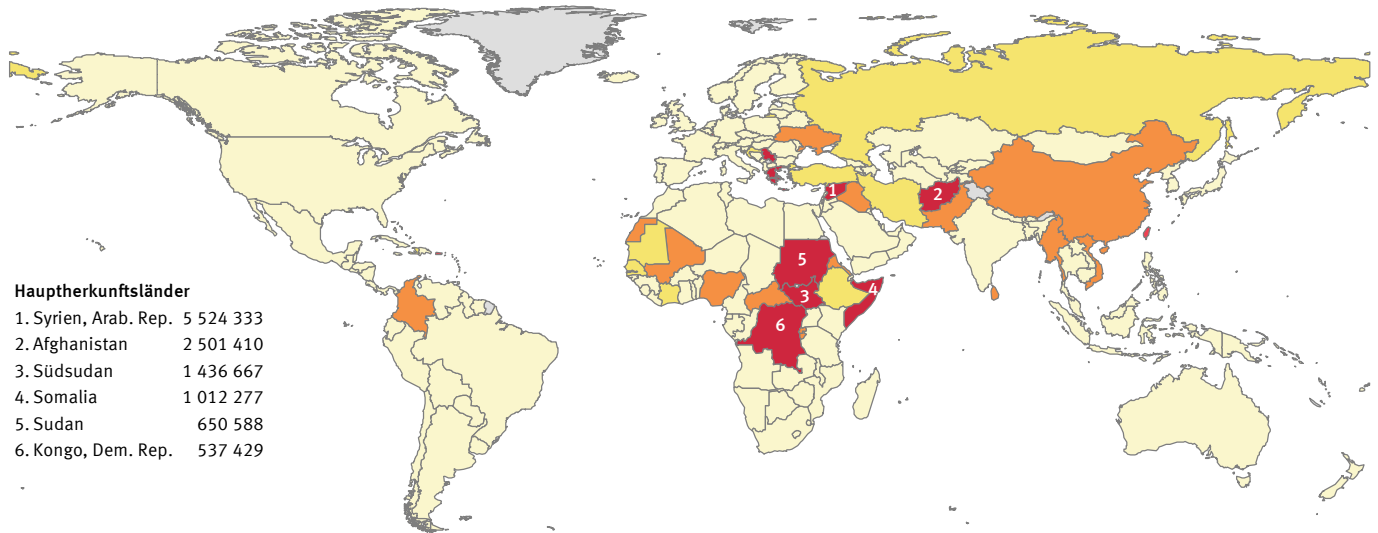 Hauptherkunftsländer
1. Syrien, Arab. Rep. 5 524 333
2. Afghanistan 2 501 410
3. Südsudan 1 436 667
4. Somalia 1 012 277
5. Sudan 650 588
6. Kongo, Dem. Rep. 537 429
1
2
5
3
4
6